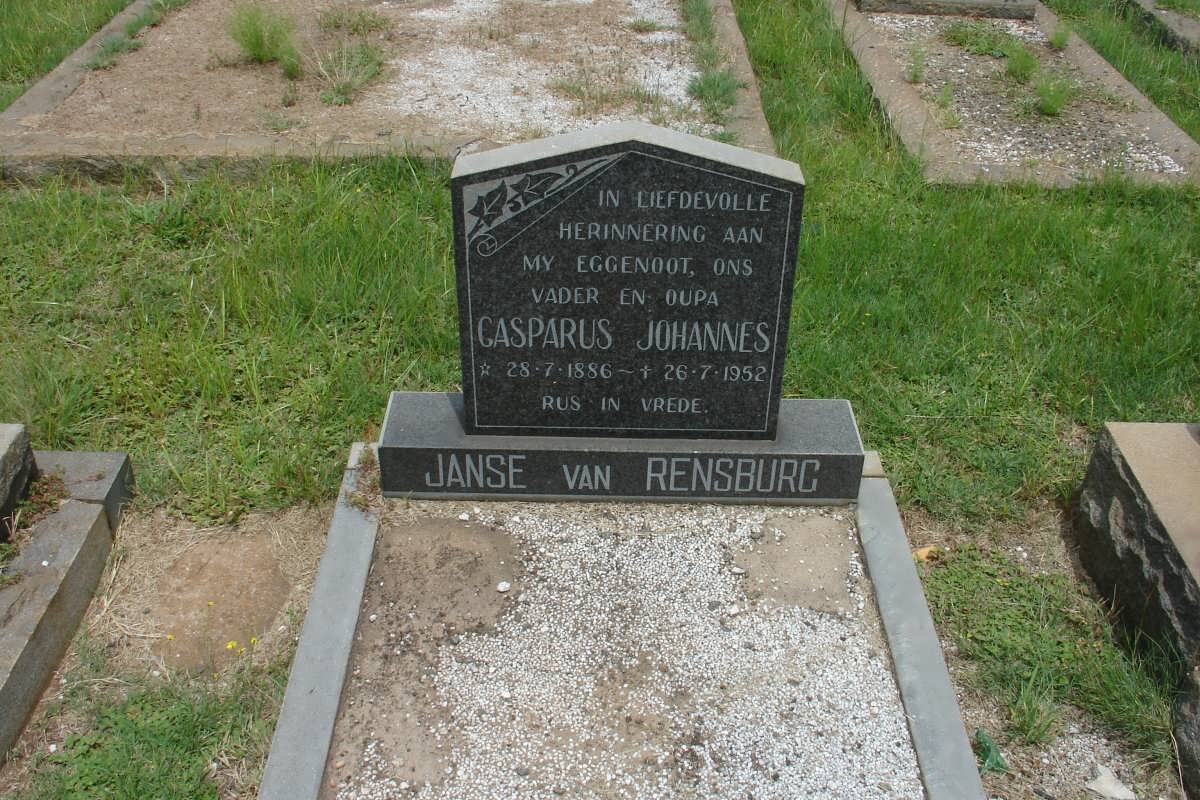 IN LIEFDEVOLLE
HERINNERING AAN
MY EGGENOOT, ONS
VADER EN OUPA
CASPARUS JOHANNES
☆ 28·7·1886 ~ † 26·7·1952
RUS IN VREDE.
JANSE VAN RENSBURG